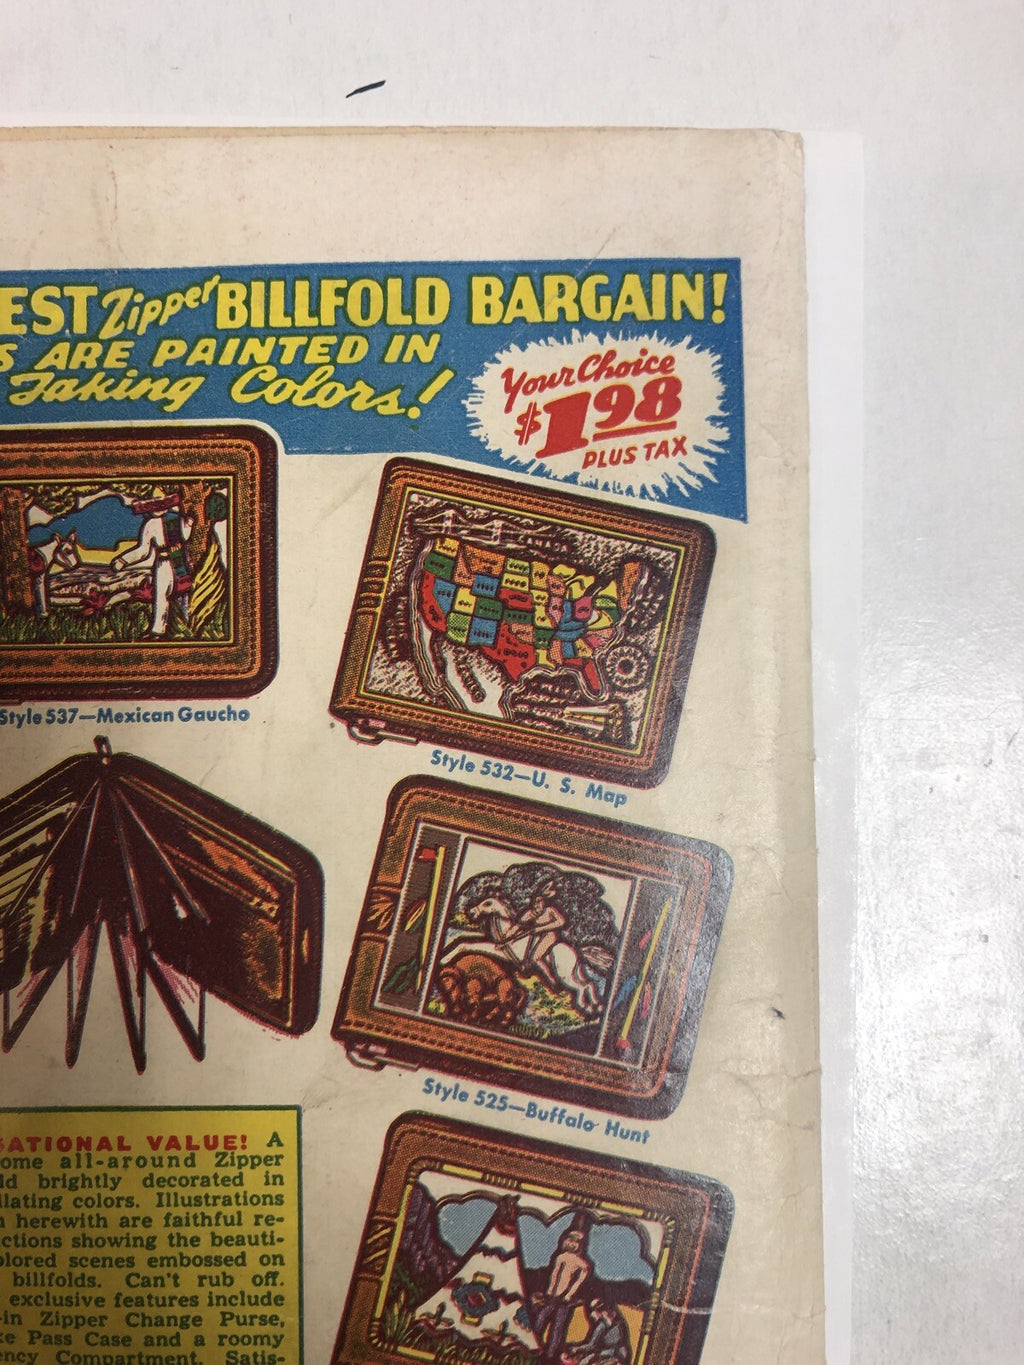 EST Zipper BILLFOLD BARGAIN!
S ARE PAINTED IN
Taking Colors!
Your Choice
$1.98
PLUS TAX
Style 537—Mexican Gaucho
Style 532—U. S. Map
Style 525—Buffalo Hunt
SATIONAL VALUE! A
ome all-around Zipper
ld brightly decorated in
llating colors. Illustrations
n herewith are faithful re-
ctions showing the beauti-
olored scenes embossed on
billfolds. Can't rub off.
exclusive features include
-in Zipper Change Purse,
ke Pass Case and a roomy
ency Compartment. Satis-